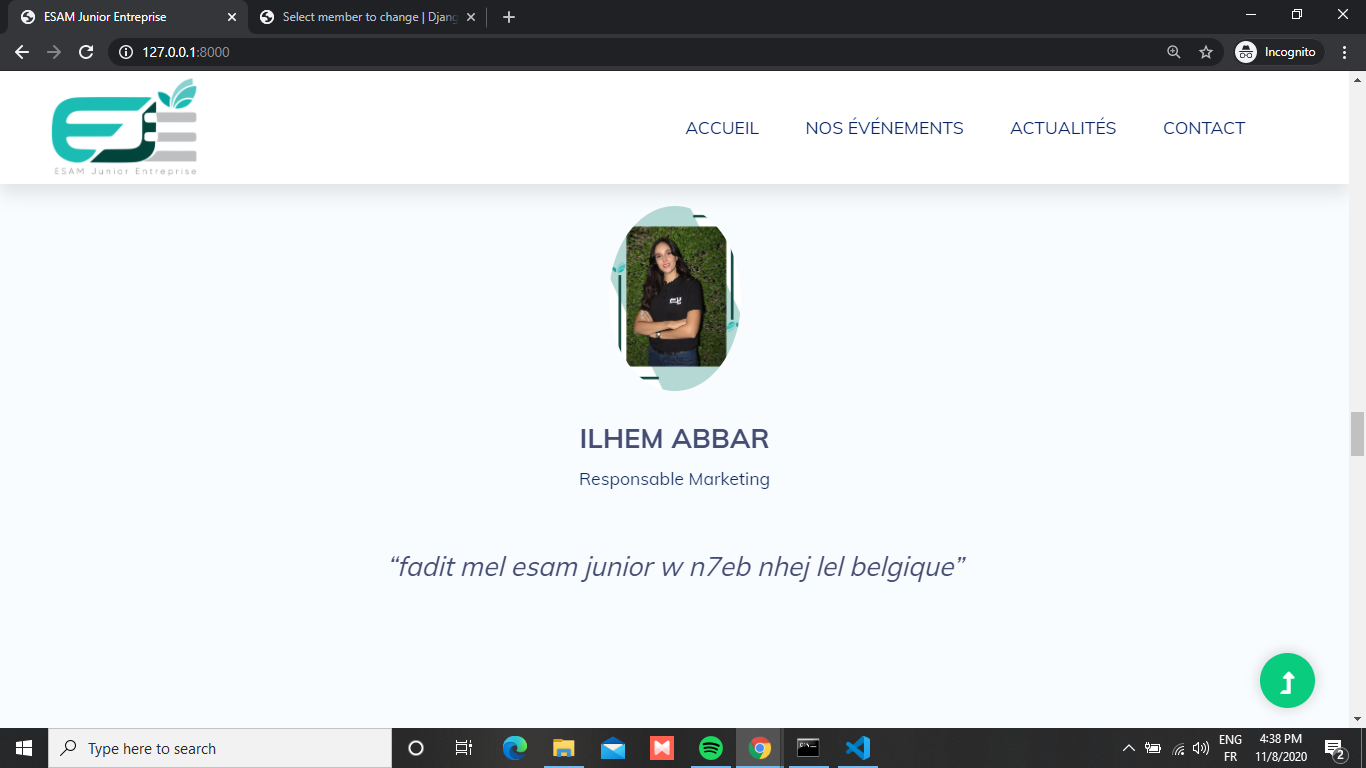 ESAM Junior Entreprise
Select member to change | Djang
127.0.0.1:8000
Incognito
ESAM Junior Entreprise
ACCUEIL NOS ÉVÉNEMENTS ACTUALITÉS CONTACT
ILHEM ABBAR
Responsable Marketing
“fadit mel esam junior w n7eb nhej lel belgique”
Type here to search
ENG
FR
4:38 PM
11/8/2020
2